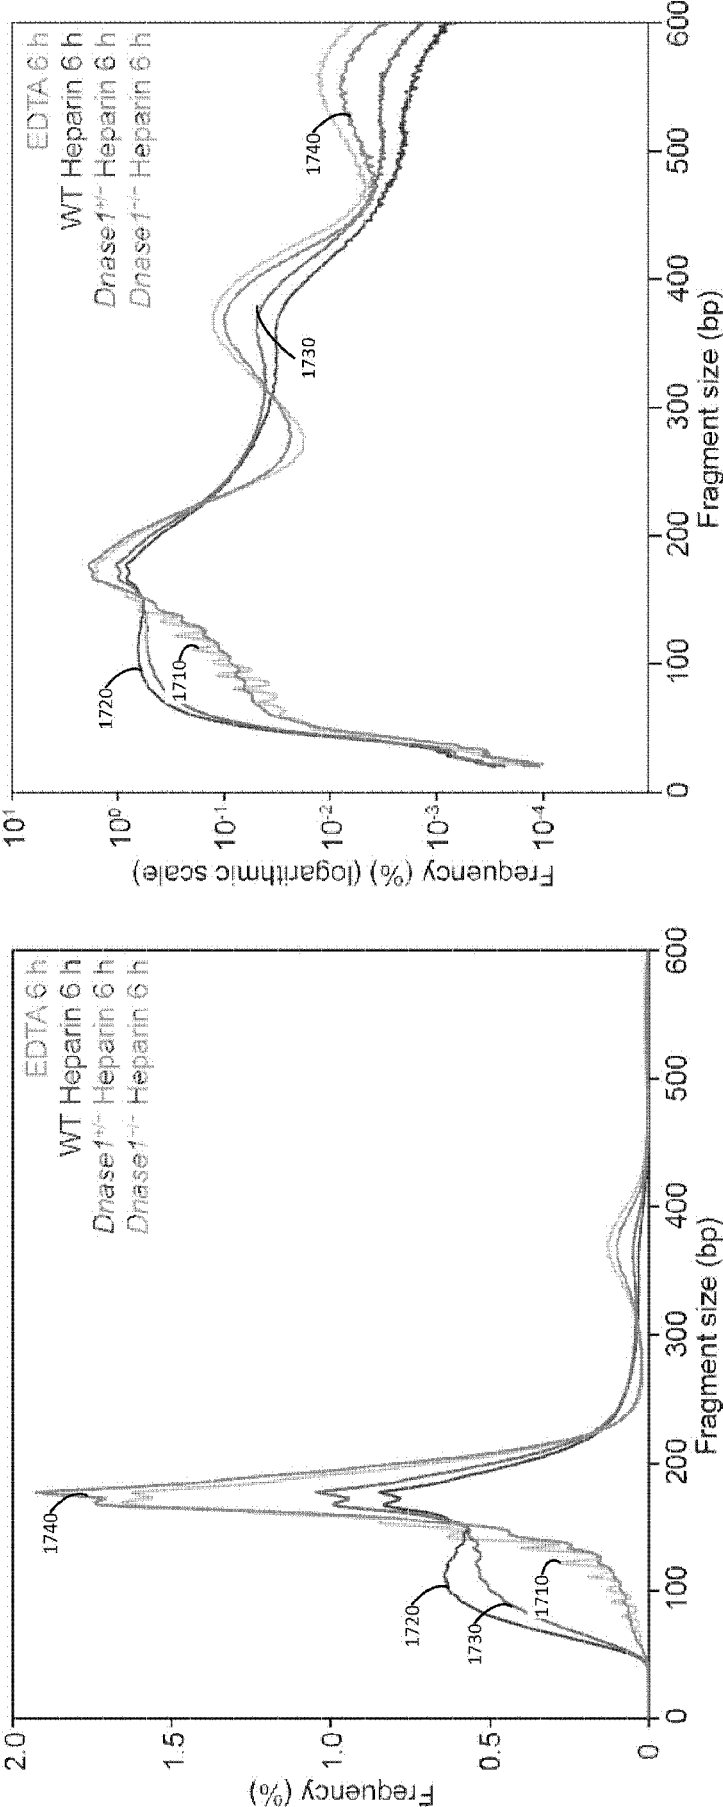 2.0
1.5
1.0
0.5
0
Frequency (%)
EDTA 6 h
WT Heparin 6 h
Dnase1+/- Heparin 6 h
Dnase1-/- Heparin 6 h
1740
1720
1730
1710
0
100
200
300
400
500
600
Fragment size (bp)
10¹
10⁰
10-1
10-2
10-3
10-4
Frequency (%) (logarithmic scale)
EDTA 6 h
WT Heparin 6 h
Dnase1+/- Heparin 6 h
Dnase1-/- Heparin 6 h
1720
1710
1730
1740
0
100
200
300
400
500
600
Fragment size (bp)